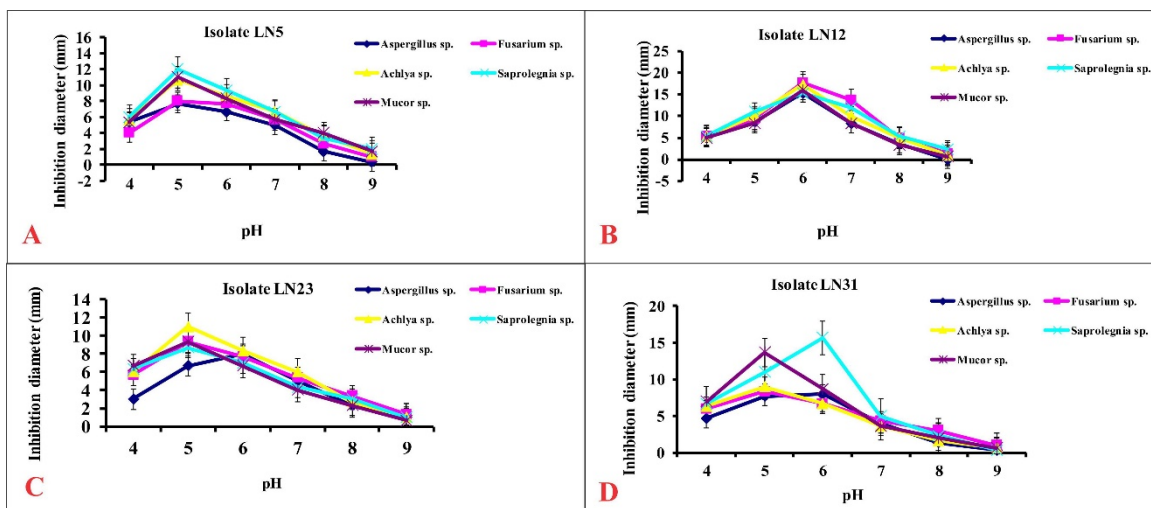 Isolate LN5
Inhibition diameter (mm)
16
14
12
10
8
6
4
2
0
-2
4 5 6 7 8 9
pH
Aspergillus sp. Fusarium sp.
Achlya sp. Saprolegnia sp.
Mucor sp.
A
Isolate LN12
Inhibition diameter (mm)
25
20
15
10
5
0
-5
4 5 6 7 8 9
pH
Aspergillus sp. Fusarium sp.
Achlya sp. Saprolegnia sp.
Mucor sp.
B
Isolate LN23
Inhibition diameter (mm)
14
12
10
8
6
4
2
0
4 5 6 7 8 9
pH
Aspergillus sp. Fusarium sp.
Achlya sp. Saprolegnia sp.
Mucor sp.
C
Isolate LN31
Inhibition diameter (mm)
20
15
10
5
0
4 5 6 7 8 9
pH
Aspergillus sp. Fusarium sp.
Achlya sp. Saprolegnia sp.
Mucor sp.
D